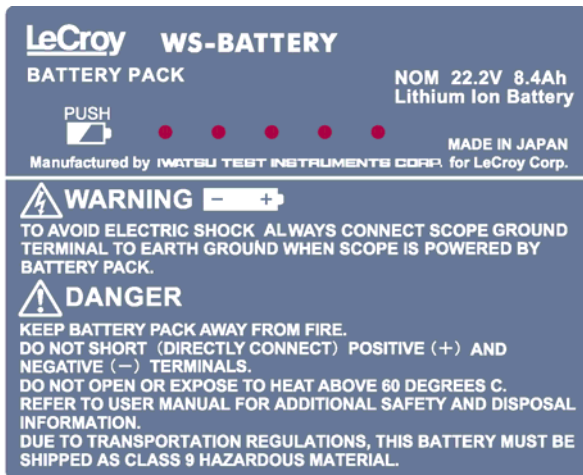 LeCroy WS-BATTERY
BATTERY PACK
NOM 22.2V 8.4Ah
Lithium Ion Battery
PUSH
MADE IN JAPAN
Manufactured by IWATSU TEST INSTRUMENTS CORP. for LeCroy Corp.
WARNING - +
TO AVOID ELECTRIC SHOCK ALWAYS CONNECT SCOPE GROUND
TERMINAL TO EARTH GROUND WHEN SCOPE IS POWERED BY
BATTERY PACK.
DANGER
KEEP BATTERY PACK AWAY FROM FIRE.
DO NOT SHORT (DIRECTLY CONNECT) POSITIVE (+) AND
NEGATIVE (−) TERMINALS.
DO NOT OPEN OR EXPOSE TO HEAT ABOVE 60 DEGREES C.
REFER TO USER MANUAL FOR ADDITIONAL SAFETY AND DISPOSAL
INFORMATION.
DUE TO TRANSPORTATION REGULATIONS, THIS BATTERY MUST BE
SHIPPED AS CLASS 9 HAZARDOUS MATERIAL.